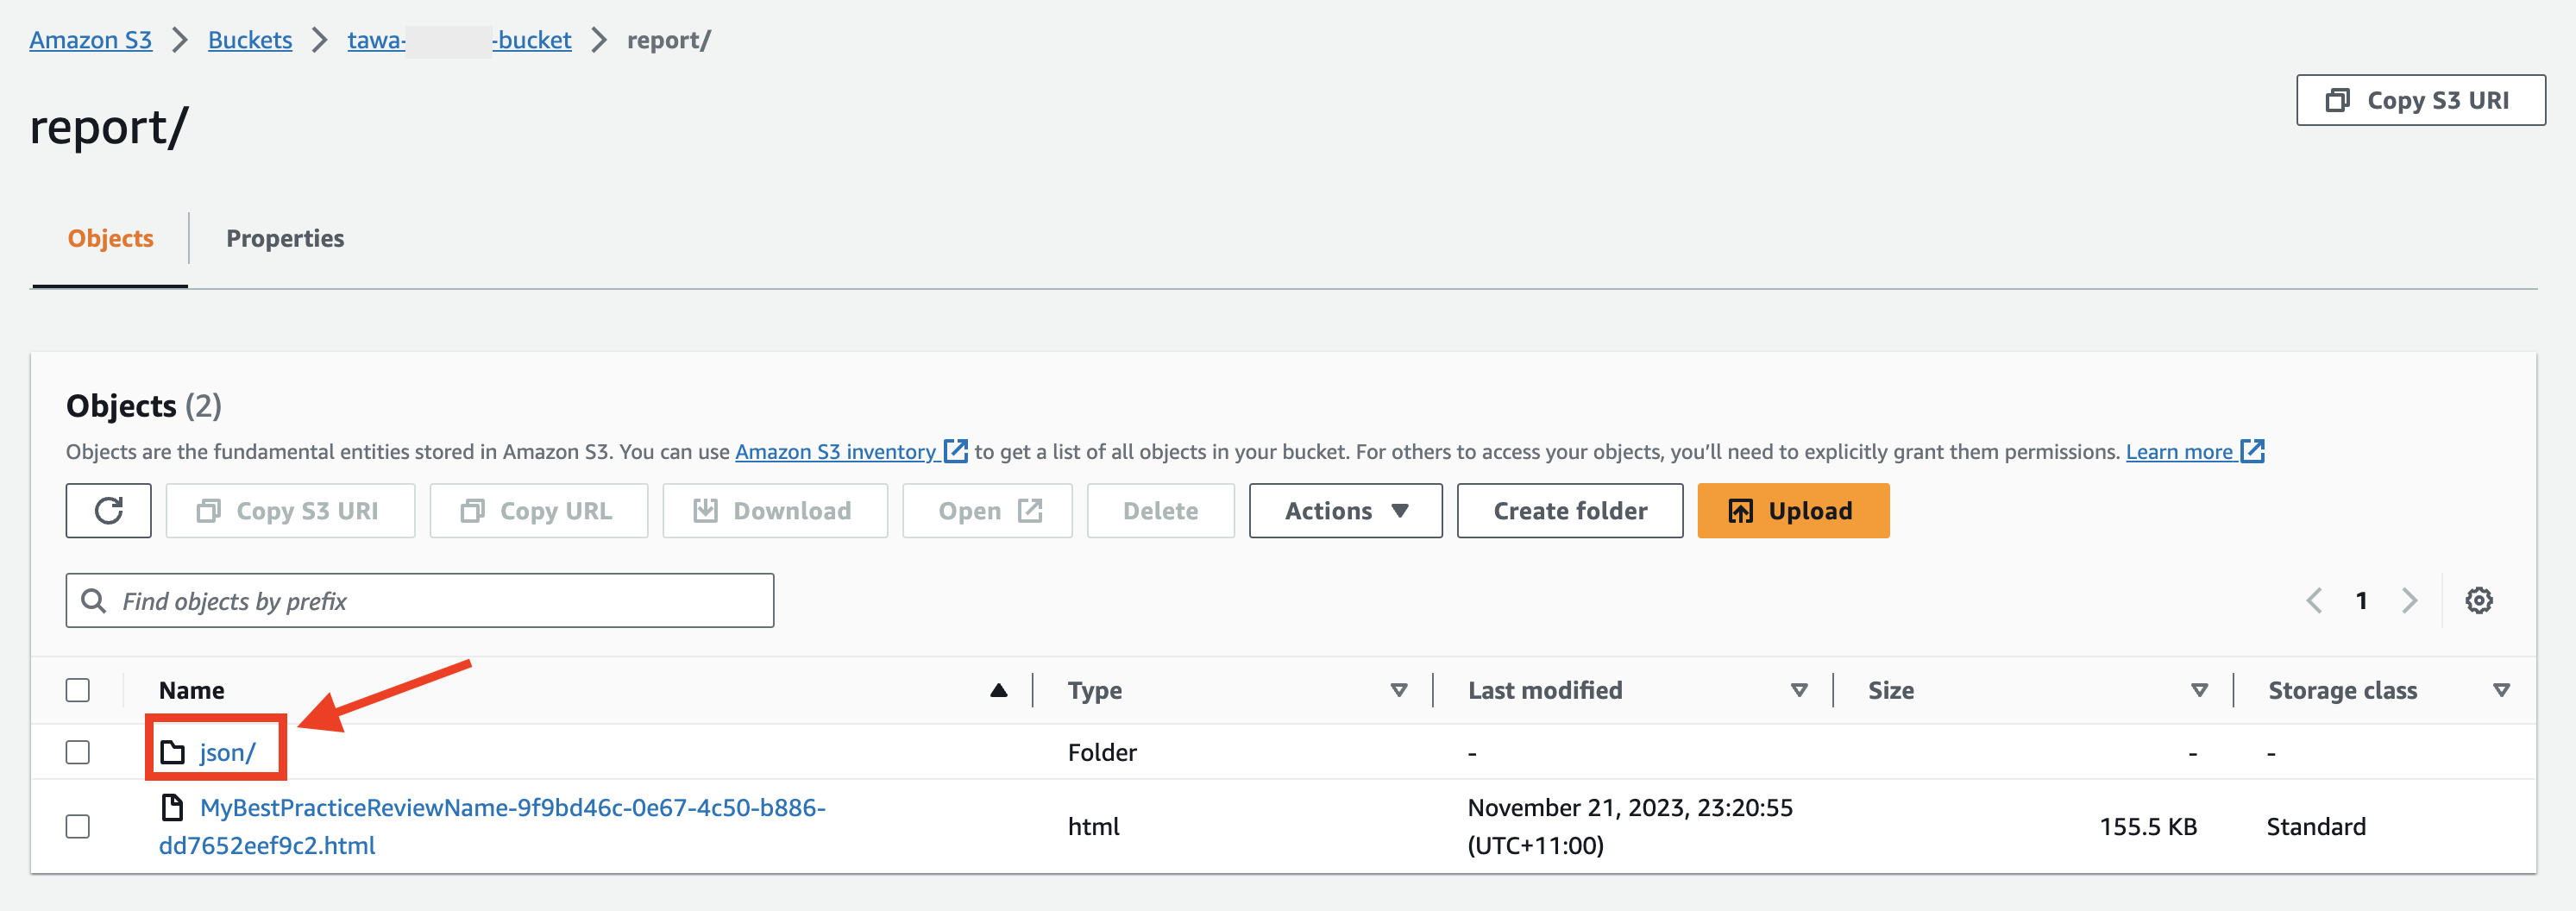 Amazon S3 > Buckets > tawa- -bucket > report/
report/
Copy S3 URI
Objects
Properties
Objects (2)
Objects are the fundamental entities stored in Amazon S3. You can use Amazon S3 inventory to get a list of all objects in your bucket. For others to access your objects, you'll need to explicitly grant them permissions. Learn more
Copy S3 URI Copy URL Download Open Delete Actions Create folder Upload
Find objects by prefix
1
Name Type Last modified Size Storage class
json/ Folder - - -
MyBestPracticeReviewName-9f9bd46c-0e67-4c50-b886-
dd7652eef9c2.html
html
November 21, 2023, 23:20:55
(UTC+11:00)
155.5 KB
Standard